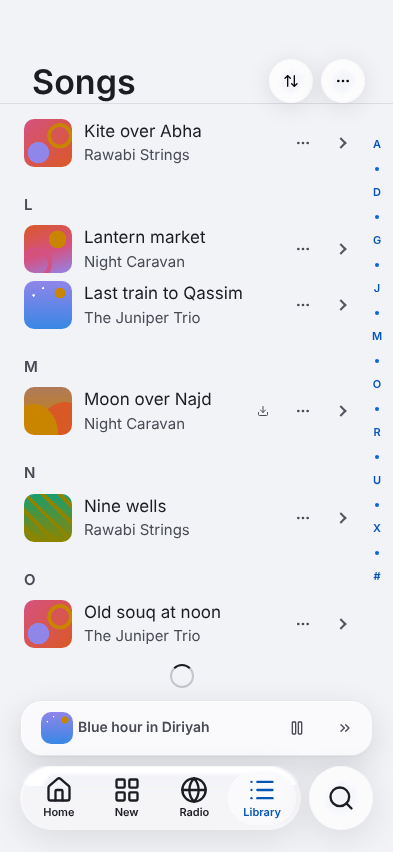 Songs
Kite over Abha
Rawabi Strings
L
Lantern market
Night Caravan
Last train to Qassim
The Juniper Trio
M
Moon over Najd
Night Caravan
N
Nine wells
Rawabi Strings
O
Old souq at noon
The Juniper Trio
A
D
G
J
M
O
R
U
X
#
Blue hour in Diriyah
Home
New
Radio
Library